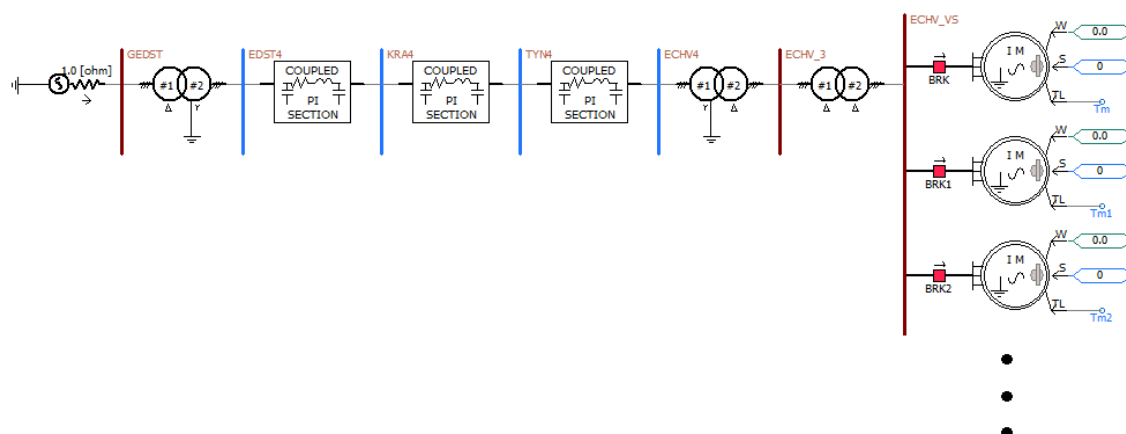 GEDST
EDST4
KRA4
TYN4
ECHV4
ECHV_3
ECHV_VS
1.0 [ohm]
#1 #2
Y
COUPLED
PI
SECTION
COUPLED
PI
SECTION
COUPLED
PI
SECTION
#1 #2
Y
#1 #2
BRK
I M
W
0.0
S
0
TL
Tm
BRK1
I M
W
0.0
S
0
TL
Tm1
BRK2
I M
W
0.0
S
0
TL
Tm2